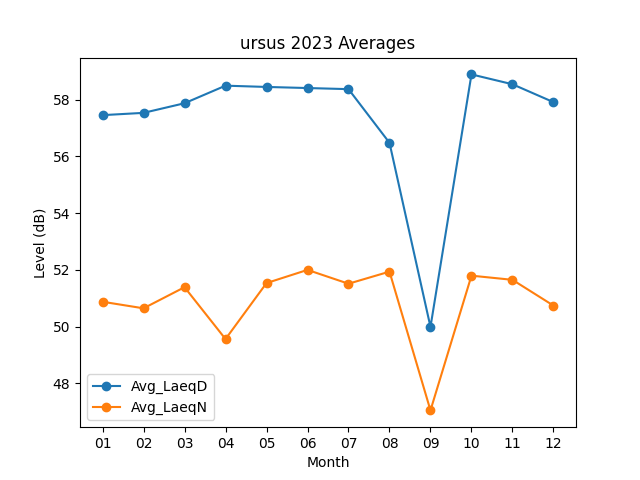 ursus 2023 Averages
Level (dB)
58
56
54
52
50
48
Avg_LaeqD
Avg_LaeqN
01 02 03 04 05 06 07 08 09 10 11 12
Month